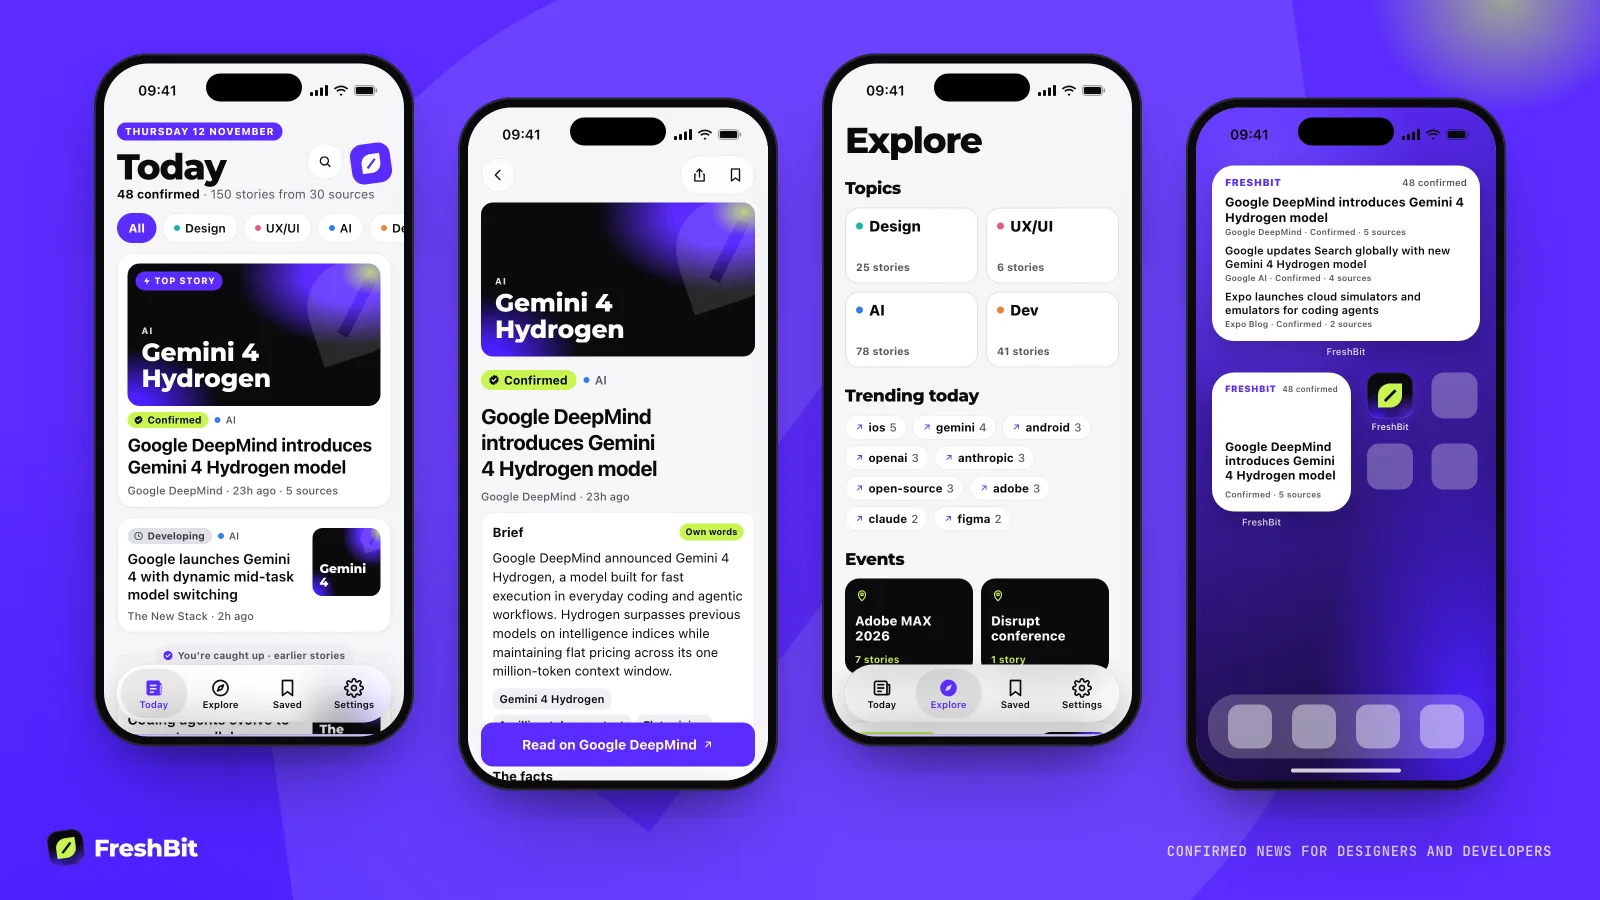 09:41
THURSDAY 12 NOVEMBER
Today
48 confirmed · 150 stories from 30 sources
All
Design
UX/UI
AI
De
TOP STORY
AI
Gemini 4
Hydrogen
Confirmed
AI
Google DeepMind introduces
Gemini 4 Hydrogen model
Google DeepMind · 23h ago · 5 sources
Developing
AI
Google launches Gemini
4 with dynamic mid-task
model switching
The New Stack · 2h ago
Gemini
4
You're caught up · earlier stories
Today
Explore
Saved
Settings
The
09:41
AI
Gemini 4
Hydrogen
Confirmed
AI
Google DeepMind
introduces Gemini
4 Hydrogen model
Google DeepMind · 23h ago
Brief
Own words
Google DeepMind announced Gemini 4
Hydrogen, a model built for fast
execution in everyday coding and agentic
workflows. Hydrogen surpasses previous
models on intelligence indices while
maintaining flat pricing across its one
million-token context window.
Gemini 4 Hydrogen
Read on Google DeepMind
The facts
09:41
Explore
Topics
Design
25 stories
UX/UI
6 stories
AI
78 stories
Dev
41 stories
Trending today
ios 5
gemini 4
android 3
openai 3
anthropic 3
open-source 3
adobe 3
claude 2
figma 2
Events
Adobe MAX
2026
7 stories
Disrupt
conference
1 story
Today
Explore
Saved
Settings
09:41
FRESHBIT
48 confirmed
Google DeepMind introduces Gemini 4
Hydrogen model
Google DeepMind · Confirmed · 5 sources
Google updates Search globally with new
Gemini 4 Hydrogen model
Google AI · Confirmed · 4 sources
Expo launches cloud simulators and
emulators for coding agents
Expo Blog · Confirmed · 2 sources
FreshBit
FRESHBIT
48 confirmed
Google DeepMind
introduces Gemini
4 Hydrogen model
Confirmed · 5 sources
FreshBit
FreshBit
FreshBit
CONFIRMED NEWS FOR DESIGNERS AND DEVELOPERS